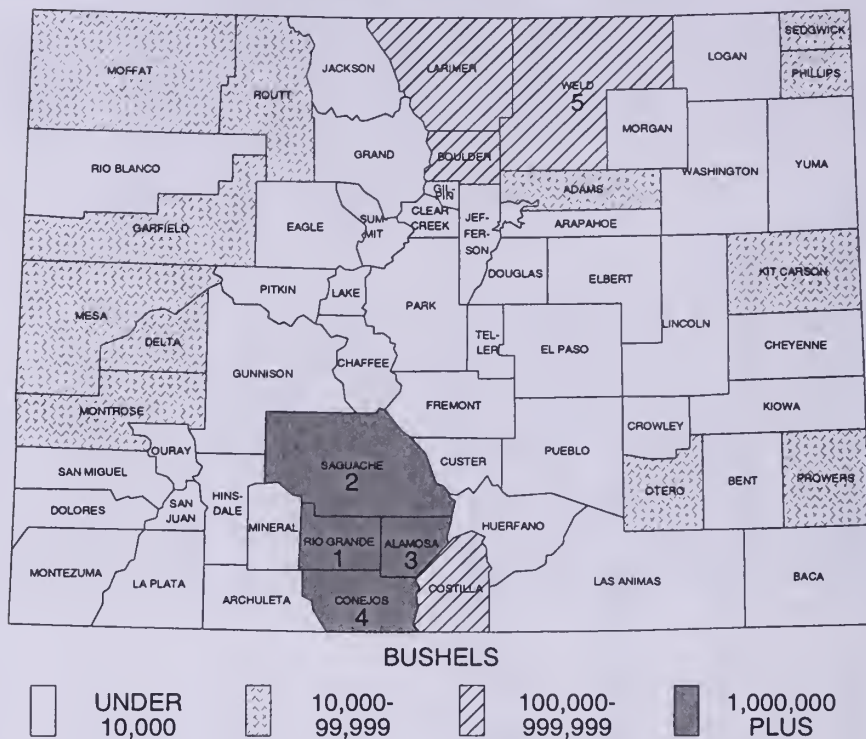 MOFFAT
ROUTT
JACKSON
LARIMER
WELD
5
LOGAN
SEDGWICK
PHILLIPS
MORGAN
RIO BLANCO
GRAND
BOULDER
WASHINGTON
YUMA
GIL-
PIN
ADAMS
GARFIELD
EAGLE
SUM-
MIT
CLEAR
CREEK
JEF-
FER-
SON
ARAPAHOE
DOUGLAS
ELBERT
KIT CARSON
MESA
PITKIN
LAKE
PARK
LINCOLN
DELTA
TEL-
LER
EL PASO
CHEYENNE
GUNNISON
CHAFFEE
MONTROSE
FREMONT
KIOWA
CROWLEY
OURAY
PUEBLO
SAN MIGUEL
SAGUACHE
2
CUSTER
OTERO
BENT
PROWERS
DOLORES
SAN
JUAN
HINS-
DALE
MINERAL
RIO GRANDE
1
ALAMOSA
3
HUERFANO
MONTEZUMA
LA PLATA
ARCHULETA
CONEJOS
4
COSTILLA
LAS ANIMAS
BACA
BUSHELS
UNDER
10,000
10,000-
99,999
100,000-
999,999
1,000,000
PLUS